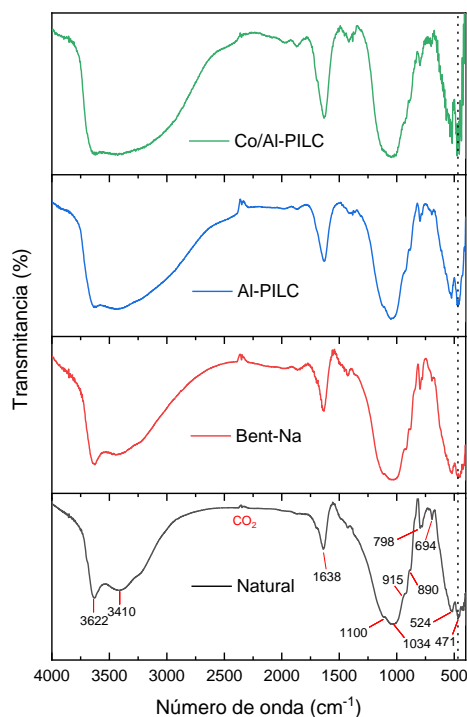 Transmitancia (%)
Co/Al-PILC
Al-PILC
Bent-Na
CO₂
Natural
3622
3410
1638
1100
1034
915
890
798
694
524
471
4000 3500 3000 2500 2000 1500 1000 500
Número de onda (cm⁻¹)